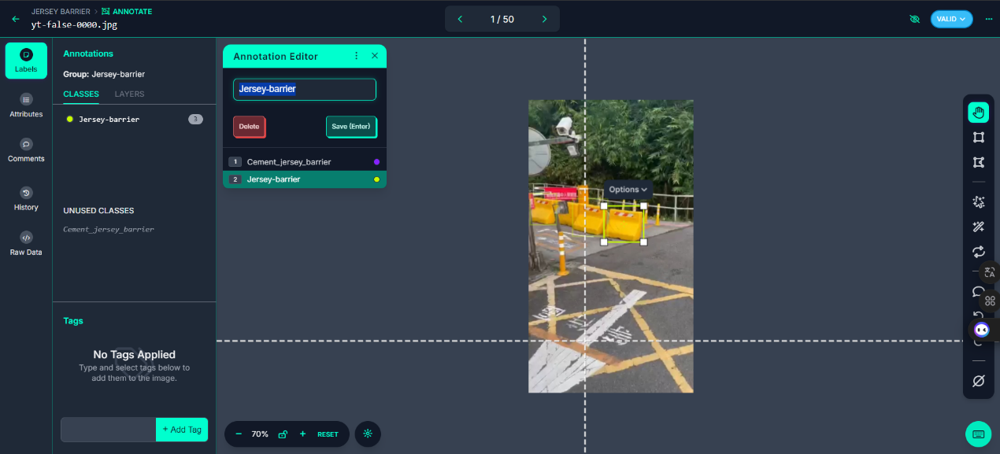 JERSEY BARRIER > ANNOTATE
yt-false-0000.jpg
1 / 50
VALID
Labels
Attributes
Comments
History
Raw Data
Annotations
Group: Jersey-barrier
CLASSES LAYERS
Jersey-barrier 3
UNUSED CLASSES
Cement_jersey_barrier
Tags
No Tags Applied
Type and select tags below to
add them to the image.
+ Add Tag
Annotation Editor
Jersey-barrier
Delete Save (Enter)
1 Cement_jersey_barrier
2 Jersey-barrier
Options
70% RESET